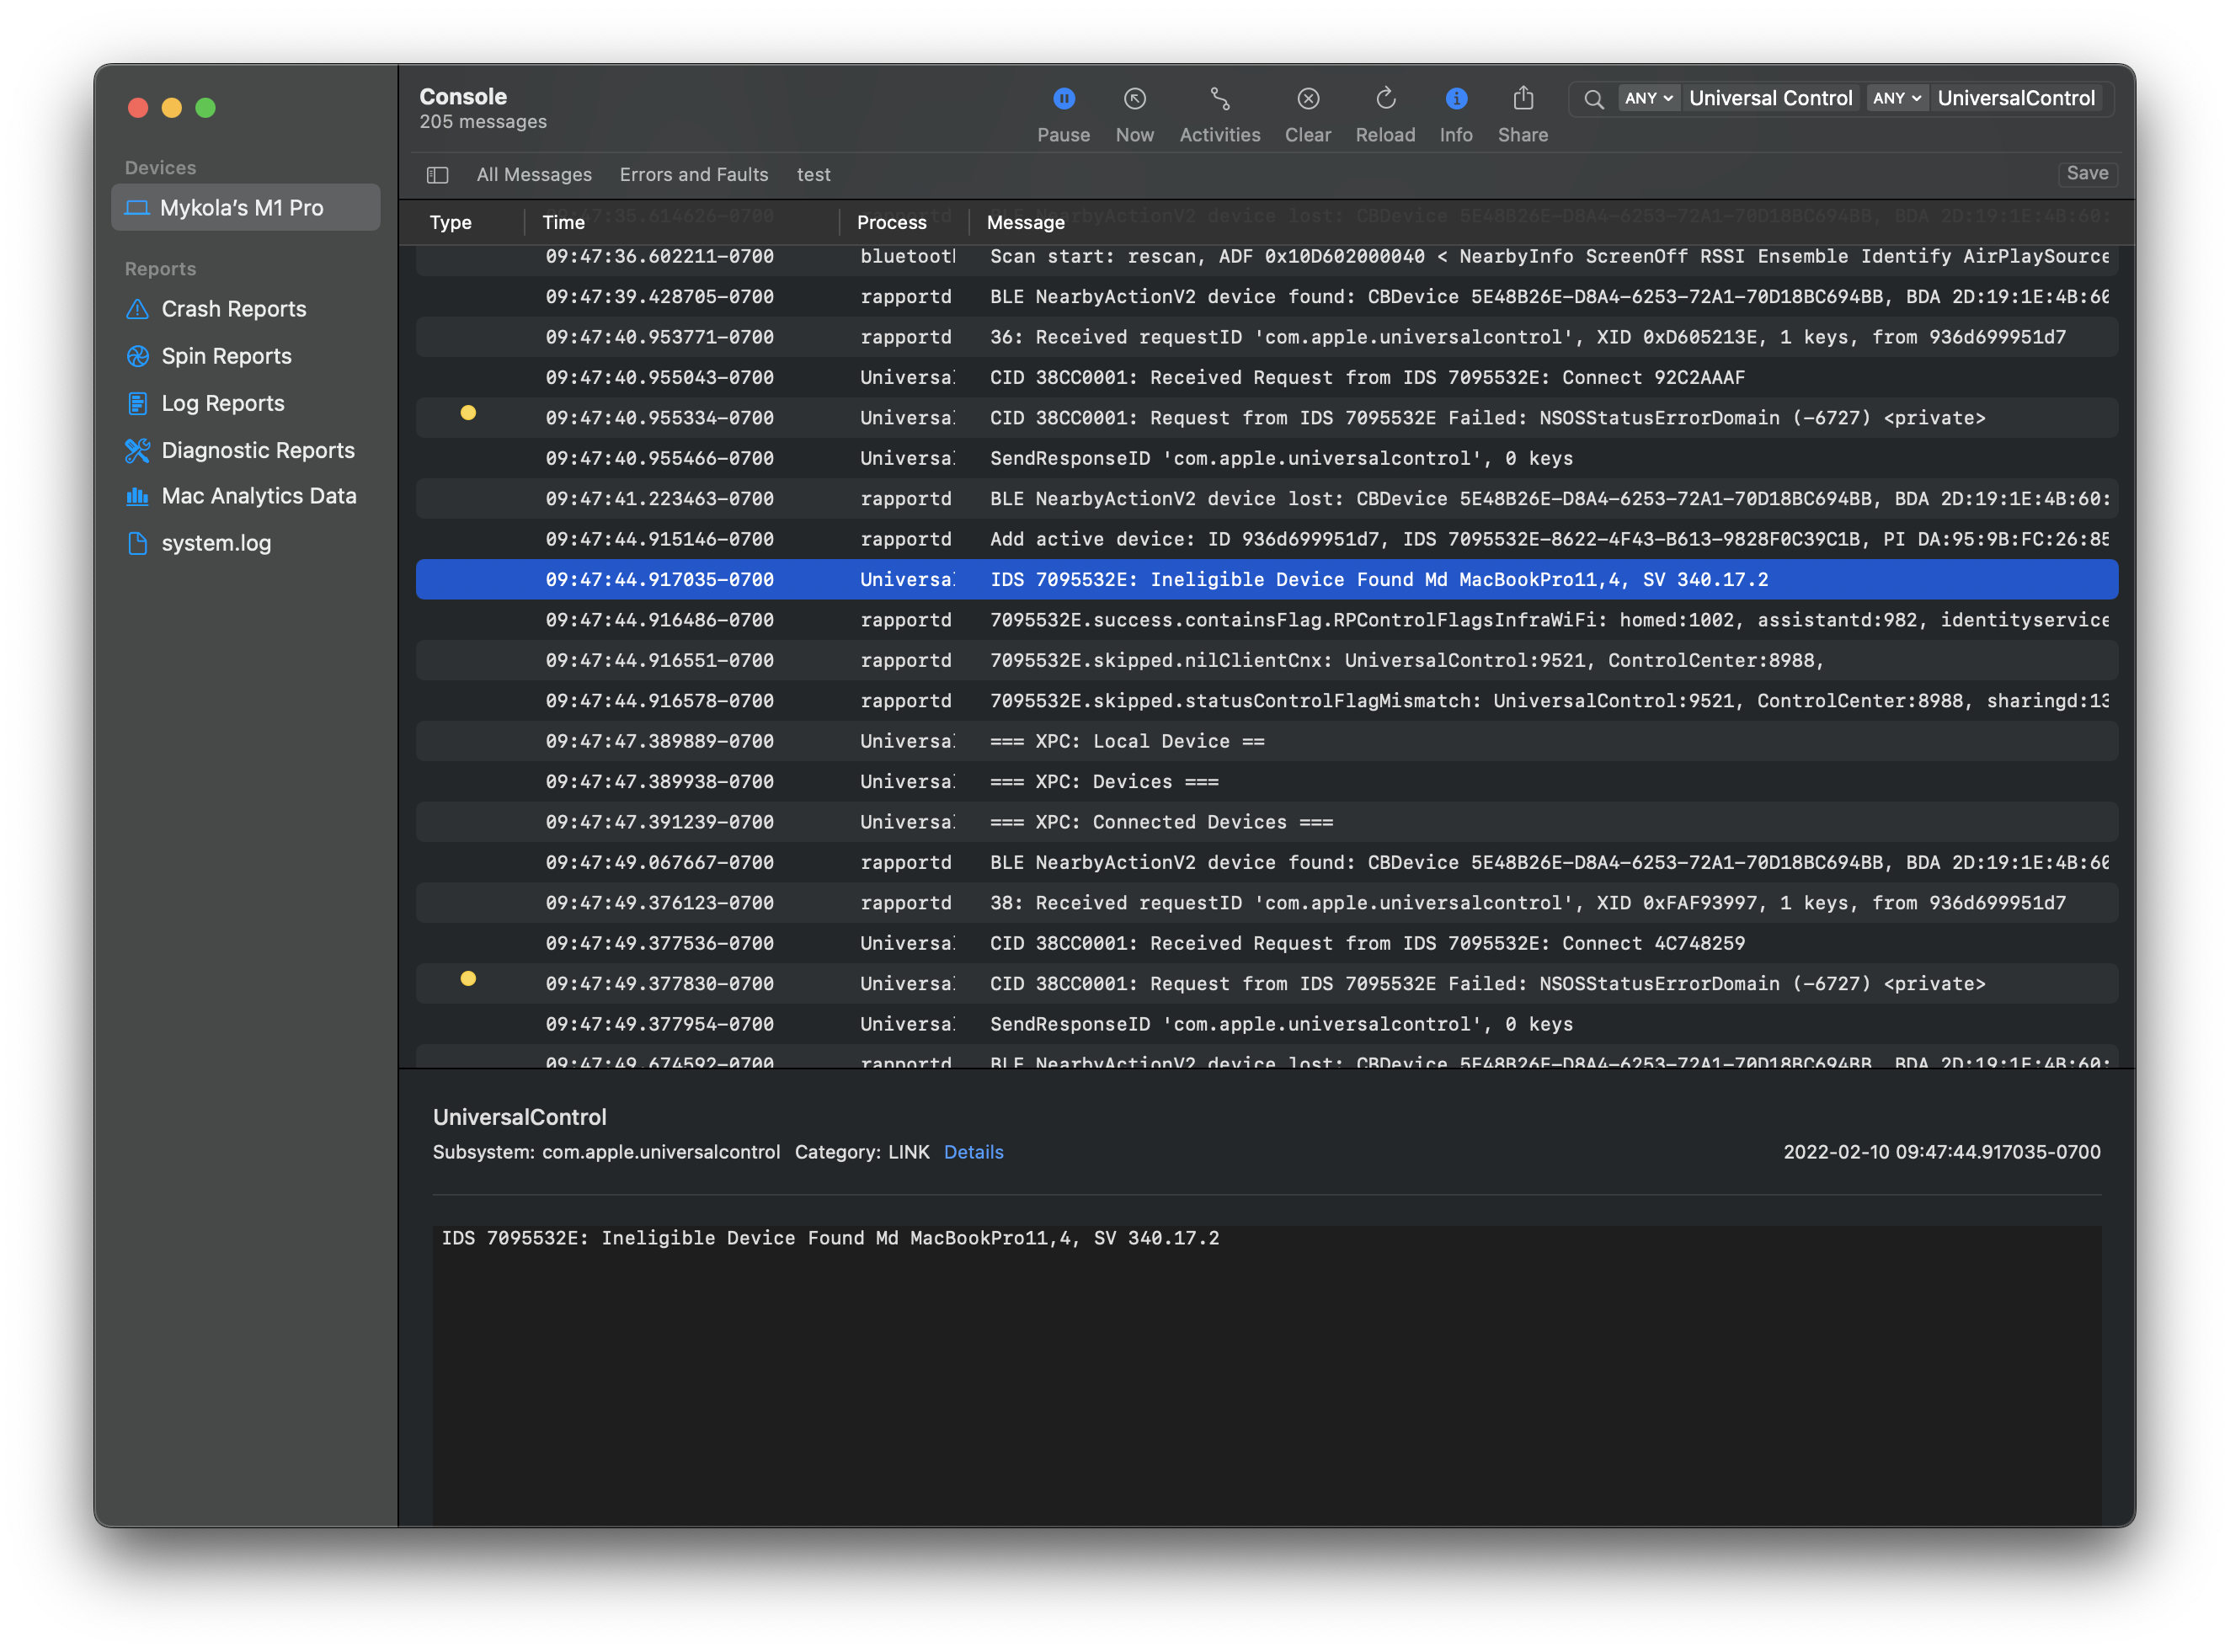 Console
205 messages
Pause
Now
Activities
Clear
Reload
Info
Share
ANY Universal Control ANY UniversalControl
Devices
Mykola’s M1 Pro
Reports
Crash Reports
Spin Reports
Log Reports
Diagnostic Reports
Mac Analytics Data
system.log
All Messages Errors and Faults test Save
Type Time Process Message
09:47:36.602211-0700 bluetoot Scan start: rescan, ADF 0x10D602000040 < NearbyInfo ScreenOff RSSI Ensemble Identify AirPlaySource
09:47:39.428705-0700 rapportd BLE NearbyActionV2 device found: CBDevice 5E48B26E-D8A4-6253-72A1-70D18BC694BB, BDA 2D:19:1E:4B:60
09:47:40.953771-0700 rapportd 36: Received requestID 'com.apple.universalcontrol', XID 0xD605213E, 1 keys, from 936d699951d7
09:47:40.955043-0700 Universa CID 38CC0001: Received Request from IDS 7095532E: Connect 92C2AAAF
09:47:40.955334-0700 Universa CID 38CC0001: Request from IDS 7095532E Failed: NSOSStatusErrorDomain (-6727) <private>
09:47:40.955466-0700 Universa SendResponseID 'com.apple.universalcontrol', 0 keys
09:47:41.223463-0700 rapportd BLE NearbyActionV2 device lost: CBDevice 5E48B26E-D8A4-6253-72A1-70D18BC694BB, BDA 2D:19:1E:4B:60:
09:47:44.915146-0700 rapportd Add active device: ID 936d699951d7, IDS 7095532E-8622-4F43-B613-9828F0C39C1B, PI DA:95:9B:FC:26:85
09:47:44.917035-0700 Universa IDS 7095532E: Ineligible Device Found Md MacBookPro11,4, SV 340.17.2
09:47:44.916486-0700 rapportd 7095532E.success.containsFlag.RPControlFlagsInfraWiFi: homed:1002, assistantd:982, identityservice
09:47:44.916551-0700 rapportd 7095532E.skipped.nilClientCnx: UniversalControl:9521, ControlCenter:8988,
09:47:44.916578-0700 rapportd 7095532E.skipped.statusControlFlagMismatch: UniversalControl:9521, ControlCenter:8988, sharingd:13
09:47:47.389889-0700 Universa === XPC: Local Device ==
09:47:47.389938-0700 Universa === XPC: Devices ===
09:47:47.391239-0700 Universa === XPC: Connected Devices ===
09:47:49.067667-0700 rapportd BLE NearbyActionV2 device found: CBDevice 5E48B26E-D8A4-6253-72A1-70D18BC694BB, BDA 2D:19:1E:4B:60
09:47:49.376123-0700 rapportd 38: Received requestID 'com.apple.universalcontrol', XID 0xFAF93997, 1 keys, from 936d699951d7
09:47:49.377536-0700 Universa CID 38CC0001: Received Request from IDS 7095532E: Connect 4C748259
09:47:49.377830-0700 Universa CID 38CC0001: Request from IDS 7095532E Failed: NSOSStatusErrorDomain (-6727) <private>
09:47:49.377954-0700 Universa SendResponseID 'com.apple.universalcontrol', 0 keys
09:47:49.674592-0700 rapportd BLE NearbyActionV2 device lost: CBDevice 5E48B26E-D8A4-6253-72A1-70D18BC694BB, BDA 2D:19:1E:4B:60:
UniversalControl
Subsystem: com.apple.universalcontrol Category: LINK Details 2022-02-10 09:47:44.917035-0700
IDS 7095532E: Ineligible Device Found Md MacBookPro11,4, SV 340.17.2